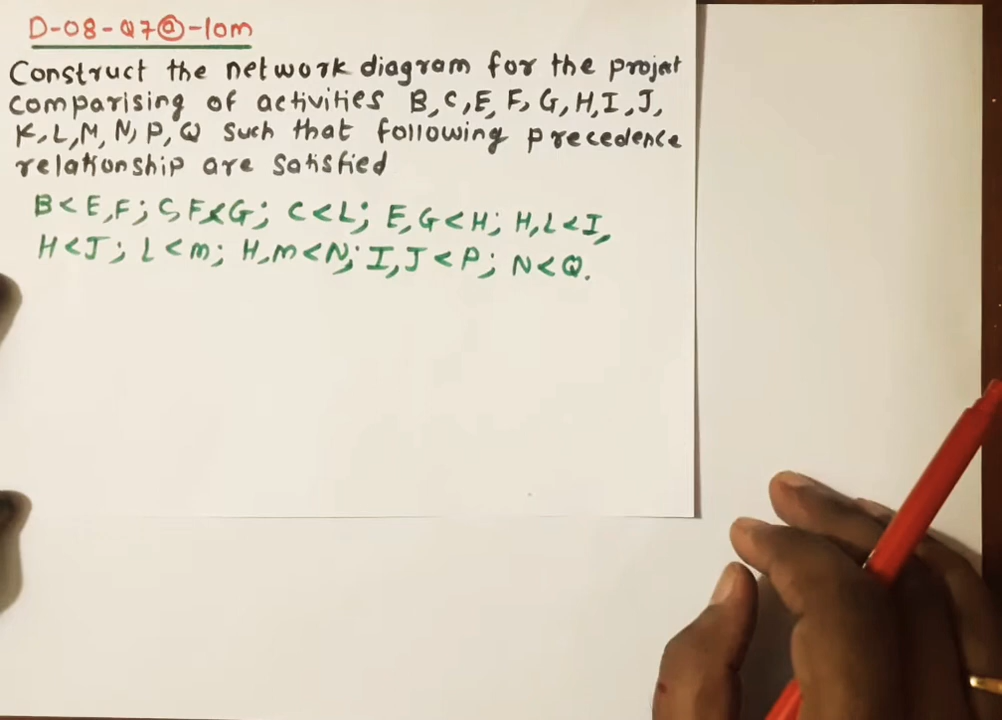 D-08-Q7ⓐ-10m
Construct the network diagram for the projet
comparising of activities B, C, E, F, G, H, I, J,
K, L, M, N, P, Q such that following precedence
relationship are satisfied
B < E, F; C, F < G; C < L; E, G < H; H, L < I,
H < J; L < m; H, m < N; I, J < P; N < Q.